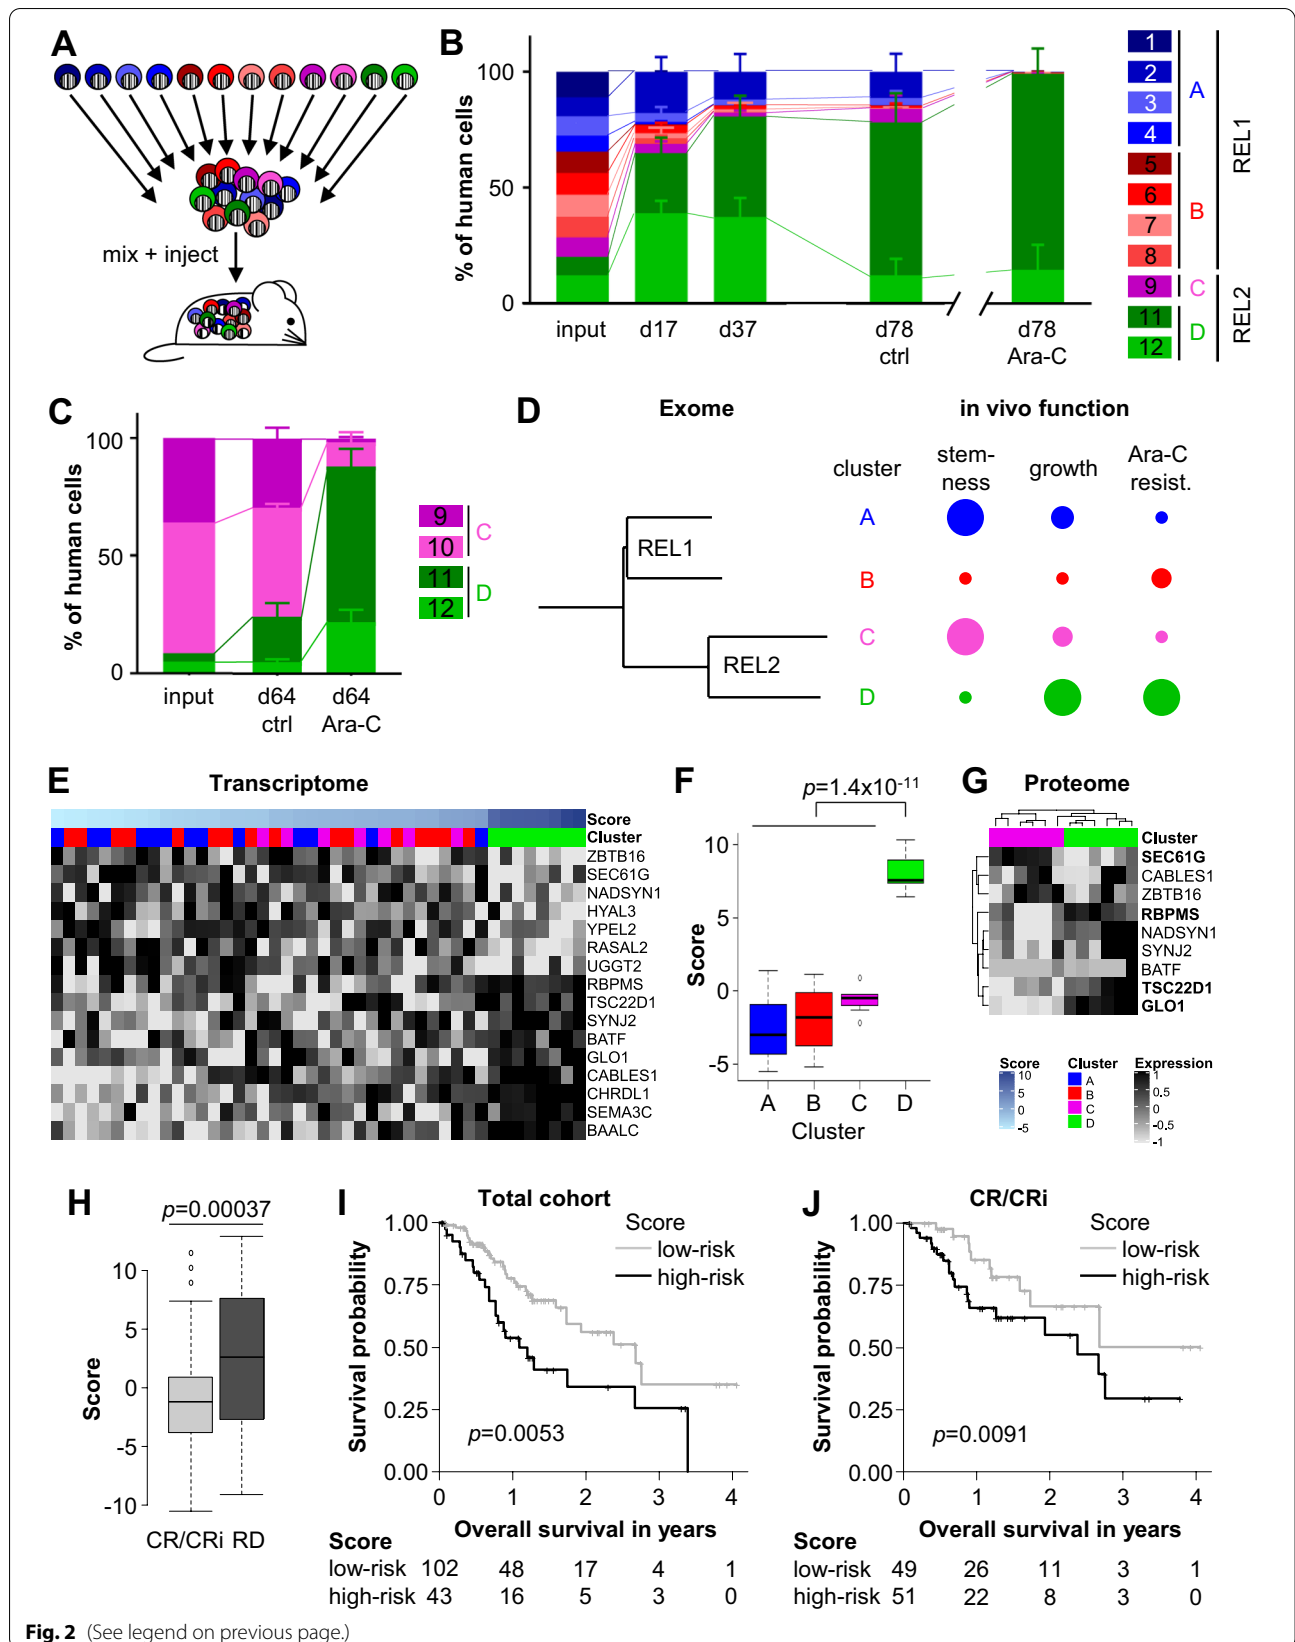 A
mix + inject
B
% of human cells
100
50
0
input
d17
d37
d78
ctrl
d78
Ara-C
1
2
3
4
5
6
7
8
9
11
12
A
B
C
D
REL1
REL2
C
% of human cells
100
50
0
input
d64
ctrl
d64
Ara-C
9
10
11
12
C
D
D
Exome
in vivo function
cluster
stem-
ness
growth
Ara-C
resist.
REL1
REL2
A
B
C
D
E
Transcriptome
Score
Cluster
ZBTB16
SEC61G
NADSYN1
HYAL3
YPEL2
RASAL2
UGGT2
RBPMS
TSC22D1
SYNJ2
BATF
GLO1
CABLES1
CHRDL1
SEMA3C
BAALC
F
p=1.4x10-11
Score
10
5
0
-5
A B C D
Cluster
G
Proteome
Cluster
SEC61G
CABLES1
ZBTB16
RBPMS
NADSYN1
SYNJ2
BATF
TSC22D1
GLO1
Score
10
5
0
-5
Cluster
A
B
C
D
Expression
1
0.5
0
-0.5
-1
H
p=0.00037
Score
10
5
0
-5
-10
CR/CRi RD
I
Total cohort
Score
low-risk
high-risk
Survival probability
1.00
0.75
0.50
0.25
0.00
p=0.0053
0 1 2 3 4
Overall survival in years
Score
low-risk 102 48 17 4 1
high-risk 43 16 5 3 0
J
CR/CRi
Score
low-risk
high-risk
Survival probability
1.00
0.75
0.50
0.25
0.00
p=0.0091
0 1 2 3 4
Overall survival in years
Score
low-risk 49 26 11 3 1
high-risk 51 22 8 3 0
Fig. 2 (See legend on previous page.)